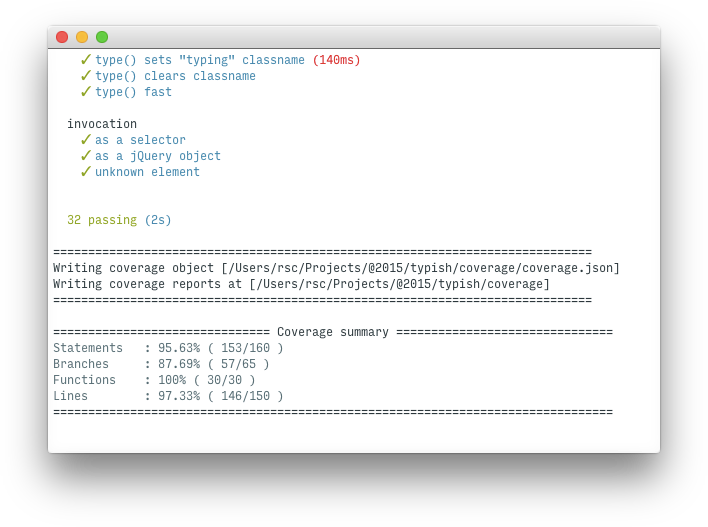 ✓ type() sets "typing" classname (140ms)
✓ type() clears classname
✓ type() fast
invocation
✓ as a selector
✓ as a jQuery object
✓ unknown element
32 passing (2s)
=============================================================================
Writing coverage object [/Users/rsc/Projects/@2015/typish/coverage/coverage.json]
Writing coverage reports at [/Users/rsc/Projects/@2015/typish/coverage]
=============================================================================
=============================== Coverage summary ===============================
Statements   : 95.63% ( 153/160 )
Branches     : 87.69% ( 57/65 )
Functions    : 100% ( 30/30 )
Lines        : 97.33% ( 146/150 )
================================================================================